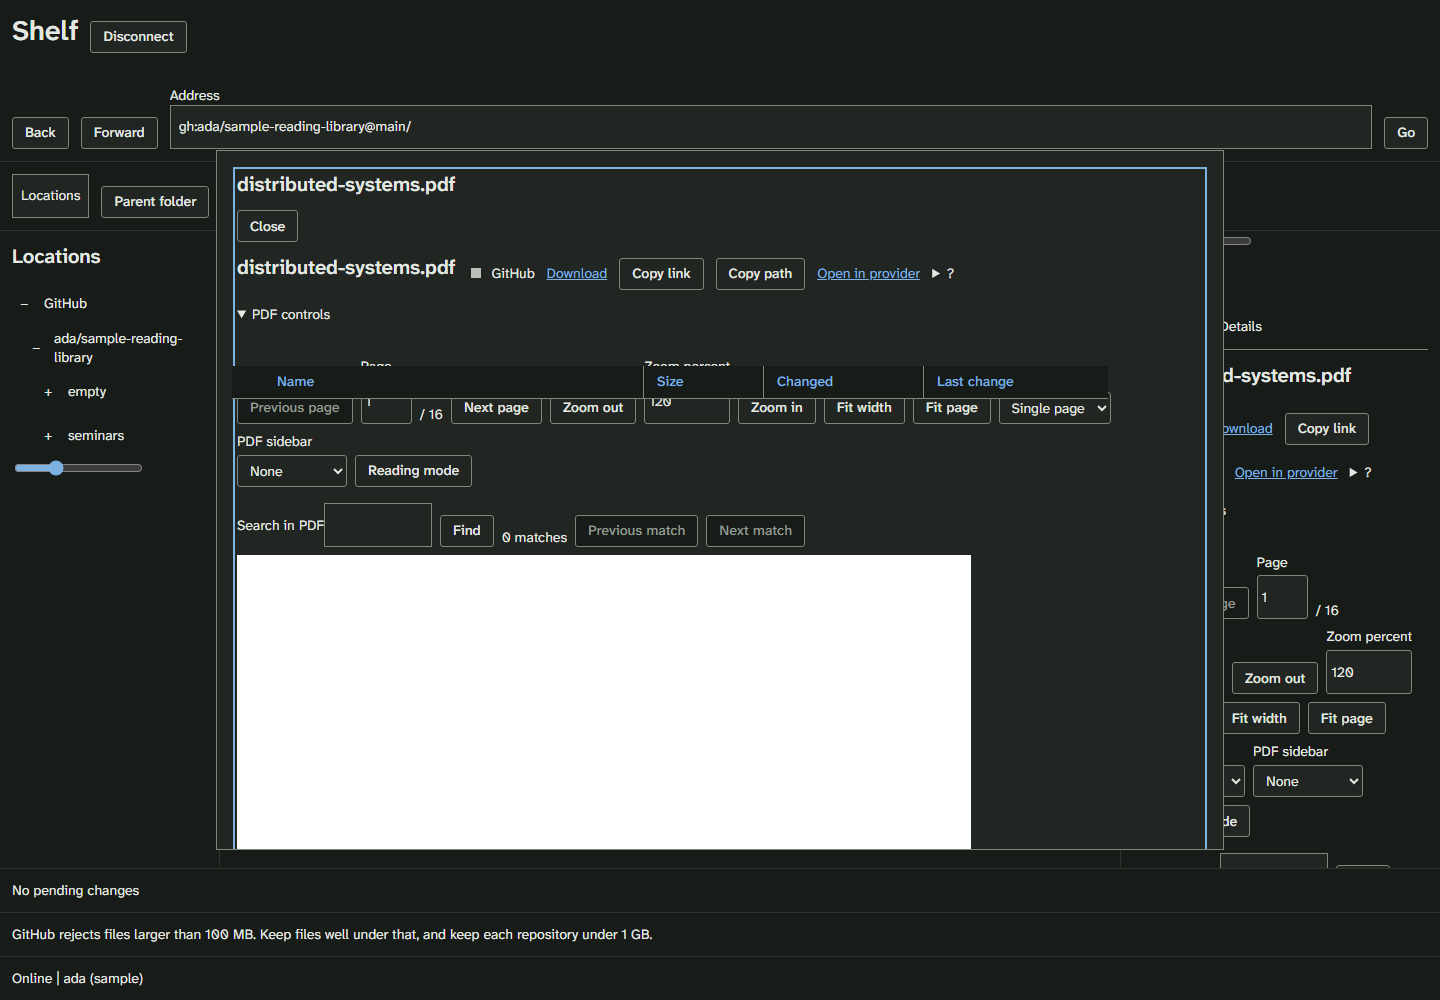 Shelf
Disconnect
Address
Back
Forward
gh:ada/sample-reading-library@main/
Go
Locations
Parent folder
Locations
GitHub
ada/sample-reading-
library
empty
seminars
distributed-systems.pdf
Close
distributed-systems.pdf
GitHub
Download
Copy link
Copy path
Open in provider
?
PDF controls
Page
Zoom percent
Name
Size
Changed
Last change
Previous page
1
/ 16
Next page
Zoom out
120
Zoom in
Fit width
Fit page
Single page
PDF sidebar
None
Reading mode
Search in PDF
Find
0 matches
Previous match
Next match
Details
d-systems.pdf
ownload
Copy link
Open in provider
?
s
Page
ge
1
/ 16
Zoom percent
Zoom out
120
Fit width
Fit page
PDF sidebar
None
de
No pending changes
GitHub rejects files larger than 100 MB. Keep files well under that, and keep each repository under 1 GB.
Online | ada (sample)